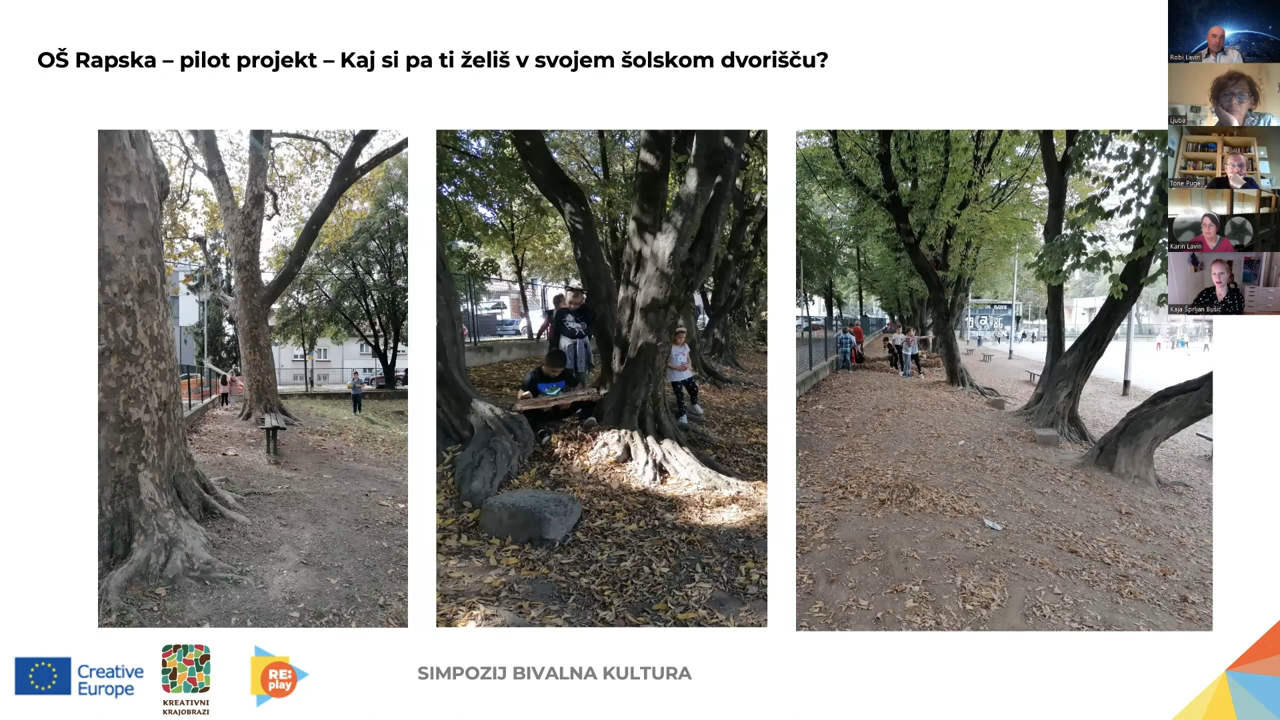 OŠ Rapska – pilot projekt – Kaj si pa ti želiš v svojem šolskom dvorišču?
Robi Lavin
Ljuba
Tone Pugelj
Karin Lavin
Kaja Šprljan Bušić
Creative
Europe
KREATIVNI
KRAJOBRAZI
RE:
play
SIMPOZIJ BIVALNA KULTURA